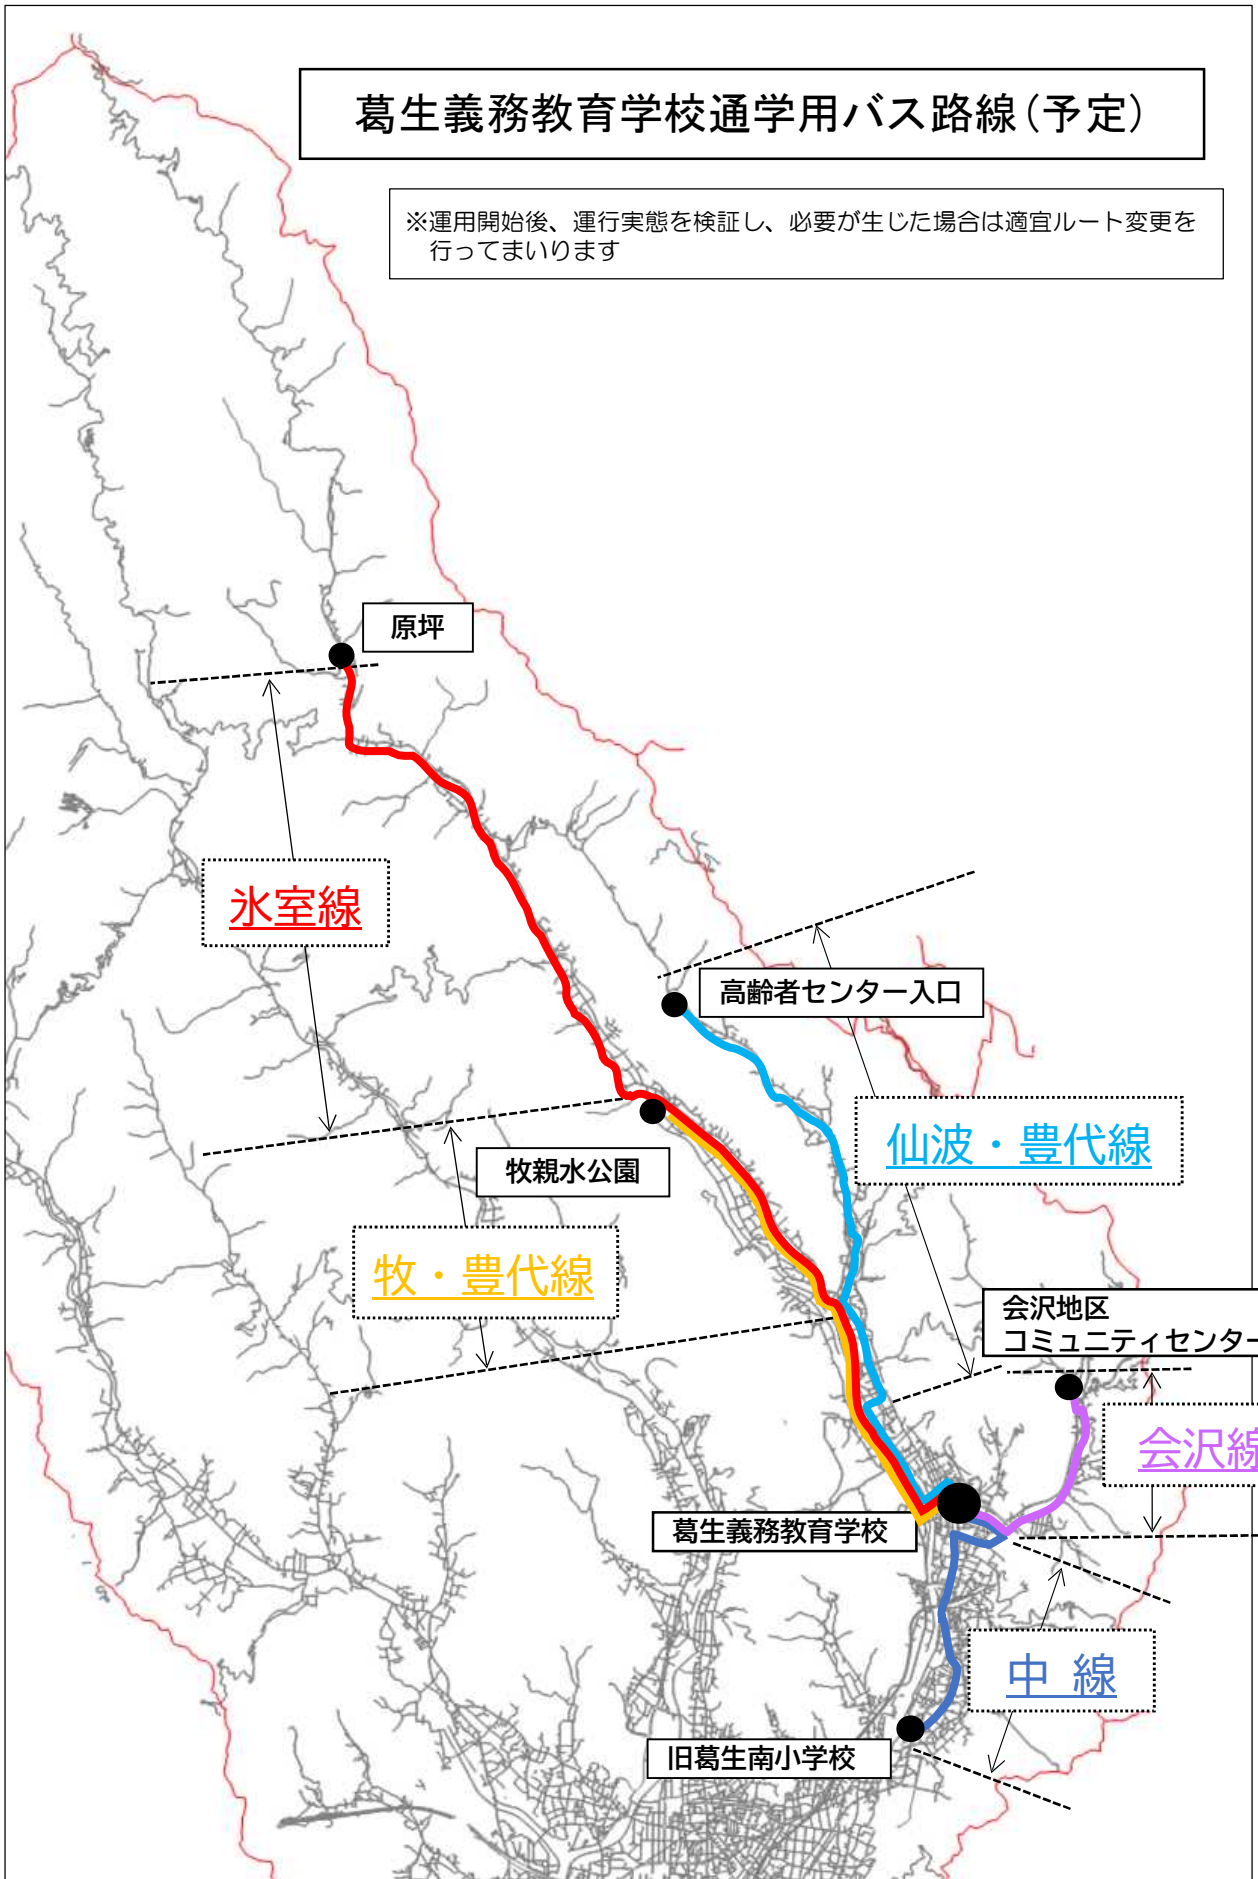 葛生義務教育学校通学用バス路線(予定)
※運用開始後、運行実態を検証し、必要が生じた場合は適宜ルート変更を
行ってまいります
原坪
氷室線
高齢者センター入口
仙波・豊代線
牧親水公園
牧・豊代線
会沢地区
コミュニティセンター
会沢線
葛生義務教育学校
中 線
旧葛生南小学校